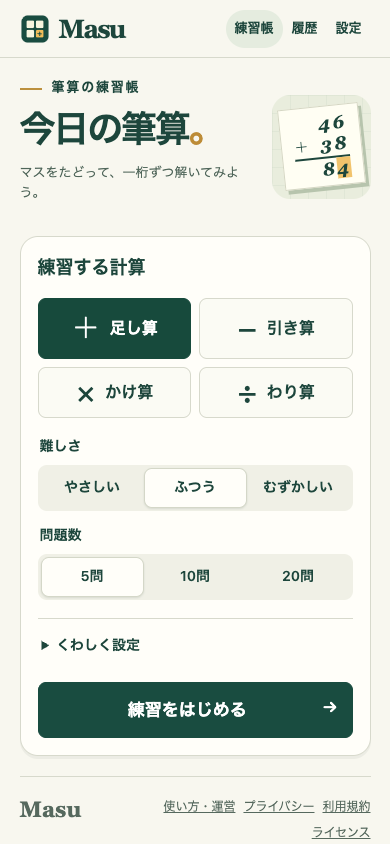 Masu 練習帳 履歴 設定
筆算の練習帳
今日の筆算。
マスをたどって、一桁ずつ解いてみよ
う。
46
+ 38
84
練習する計算
+ 足し算 − 引き算
× かけ算 ÷ わり算
難しさ
やさしい ふつう むずかしい
問題数
5問 10問 20問
▶ くわしく設定
練習をはじめる →
Masu 使い方・運営 プライバシー 利用規約
ライセンス